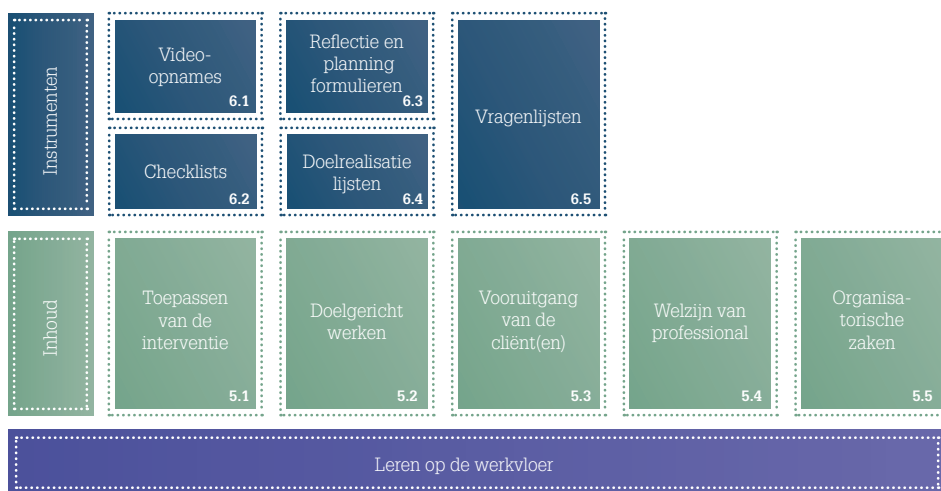 Instrumenten
Video-
opnames
6.1
Reflectie en
planning
formulieren
6.3
Vragenlijsten
6.5
Checklists
6.2
Doelrealisatie
lijsten
6.4
Inhoud
Toepassen
van de
interventie
5.1
Doelgericht
werken
5.2
Vooruitgang
van de
cliënt(en)
5.3
Welzijn van
professional
5.4
Organisa-
torische
zaken
5.5
Leren op de werkvloer